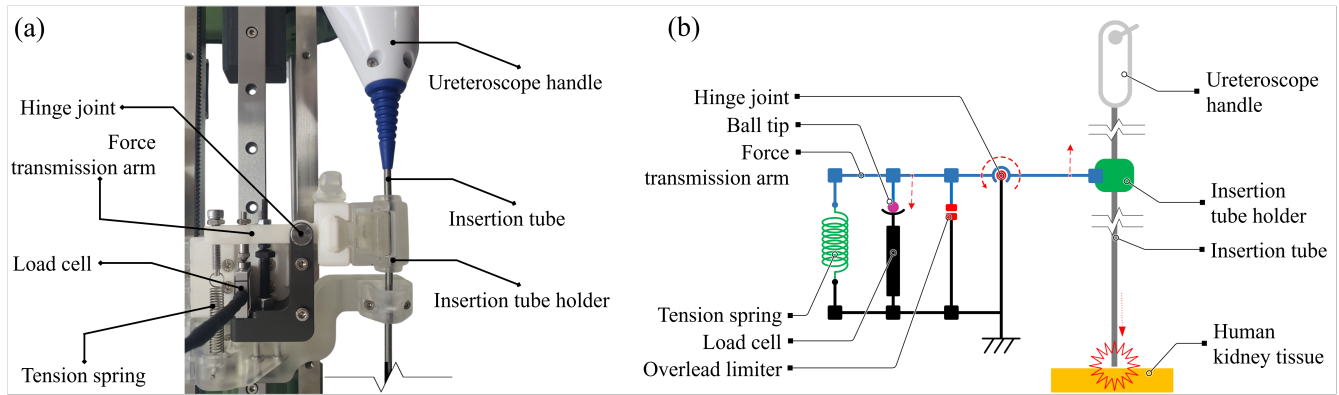 (a)
Ureteroscope handle
Hinge joint
Force
transmission arm
Insertion tube
Load cell
Insertion tube holder
Tension spring
(b)
Ureteroscope
handle
Hinge joint
Ball tip
Force
transmission arm
Insertion
tube holder
Insertion tube
Tension spring
Load cell
Overlead limiter
Human
kidney tissue